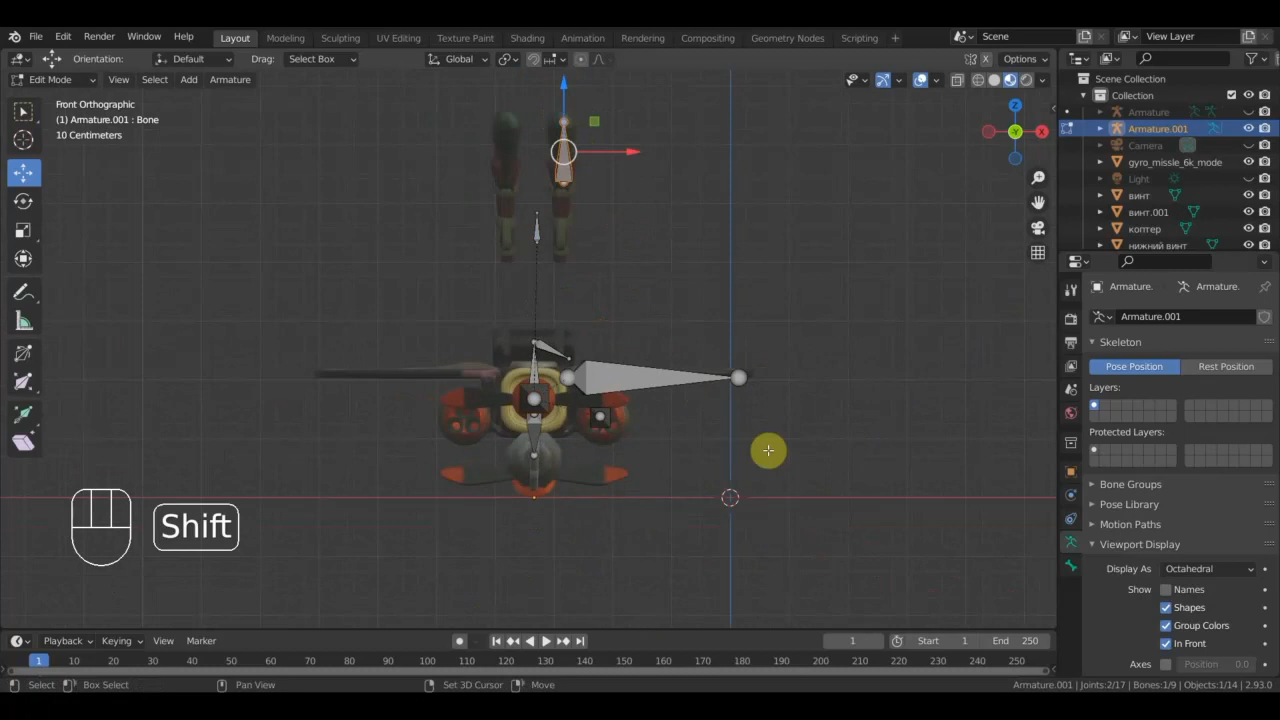 File Edit Render Window Help Layout Modeling Sculpting UV Editing Texture Paint Shading Animation Rendering Compositing Geometry Nodes Scripting + Scene View Layer
Orientation: Default Drag: Select Box Global X Options
Edit Mode View Select Add Armature
Front Orthographic
(1) Armature.001 : Bone
10 Centimeters
Z
X
-Y
Shift
Scene Collection
Collection
Armature
Armature.001
Camera
gyro_missle_6k_mode
Light
винт
винт.001
коптер
нижний винт
Armature. Armature.
Armature.001
Skeleton
Pose Position Rest Position
Layers:
Protected Layers:
Bone Groups
Pose Library
Motion Paths
Viewport Display
Display As Octahedral
Show Names
Shapes
Group Colors
In Front
Axes Position 0.0
Playback Keying View Marker 1 Start 1 End 250
1 10 20 30 40 50 60 70 80 90 100 110 120 130 140 150 160 170 180 190 200 210 220 230 240 250
Select Box Select Pan View Set 3D Cursor Move Armature.001 | Joints:2/17 | Bones:1/9 | Objects:1/14 | 2.93.0